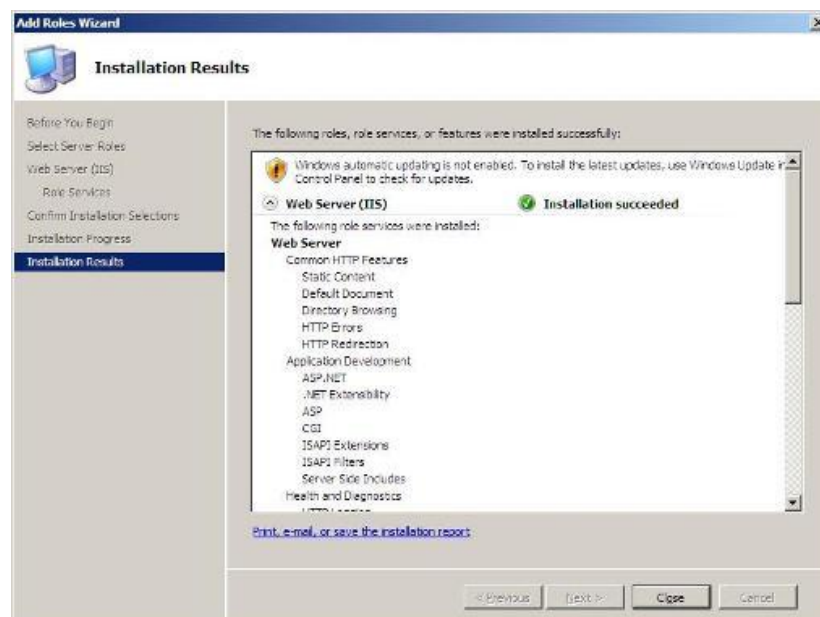 Add Roles Wizard
Installation Results
Before You Begin
Select Server Roles
Web Server (IIS)
Role Services
Confirm Installation Selections
Installation Progress
Installation Results
The following roles, role services, or features were installed successfully:
Windows automatic updating is not enabled. To install the latest updates, use Windows Update in
Control Panel to check for updates.
Web Server (IIS) Installation succeeded
The following role services were installed:
Web Server
Common HTTP Features
Static Content
Default Document
Directory Browsing
HTTP Errors
HTTP Redirection
Application Development
ASP.NET
.NET Extensibility
ASP
CGI
ISAPI Extensions
ISAPI Filters
Server Side Includes
Health and Diagnostics
Print, e-mail, or save the installation report
< Previous Next > Close Cancel